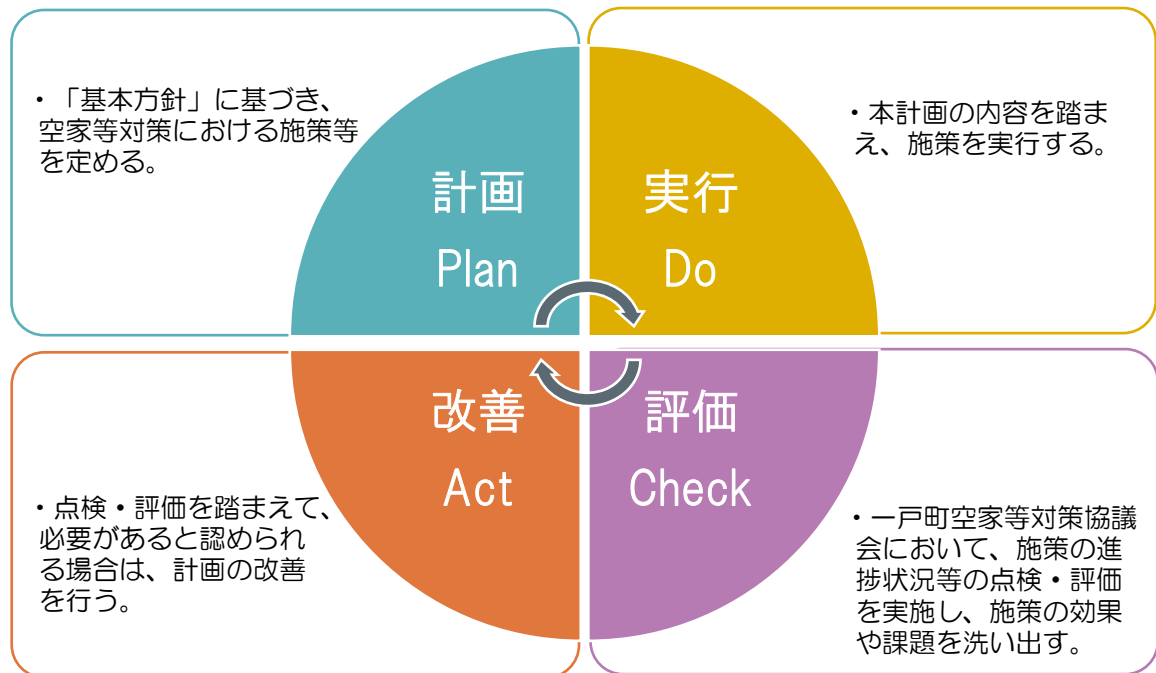 ・「基本方針」に基づき、
空家等対策における施策等
を定める。
計画
Plan
・本計画の内容を踏ま
え、施策を実行する。
実行
Do
・点検・評価を踏まえて、
必要があると認められ
る場合は、計画の改善
を行う。
改善
Act
評価
Check
・一戸町空家等対策協議
会において、施策の進
捗状況等の点検・評価
を実施し、施策の効果
や課題を洗い出す。